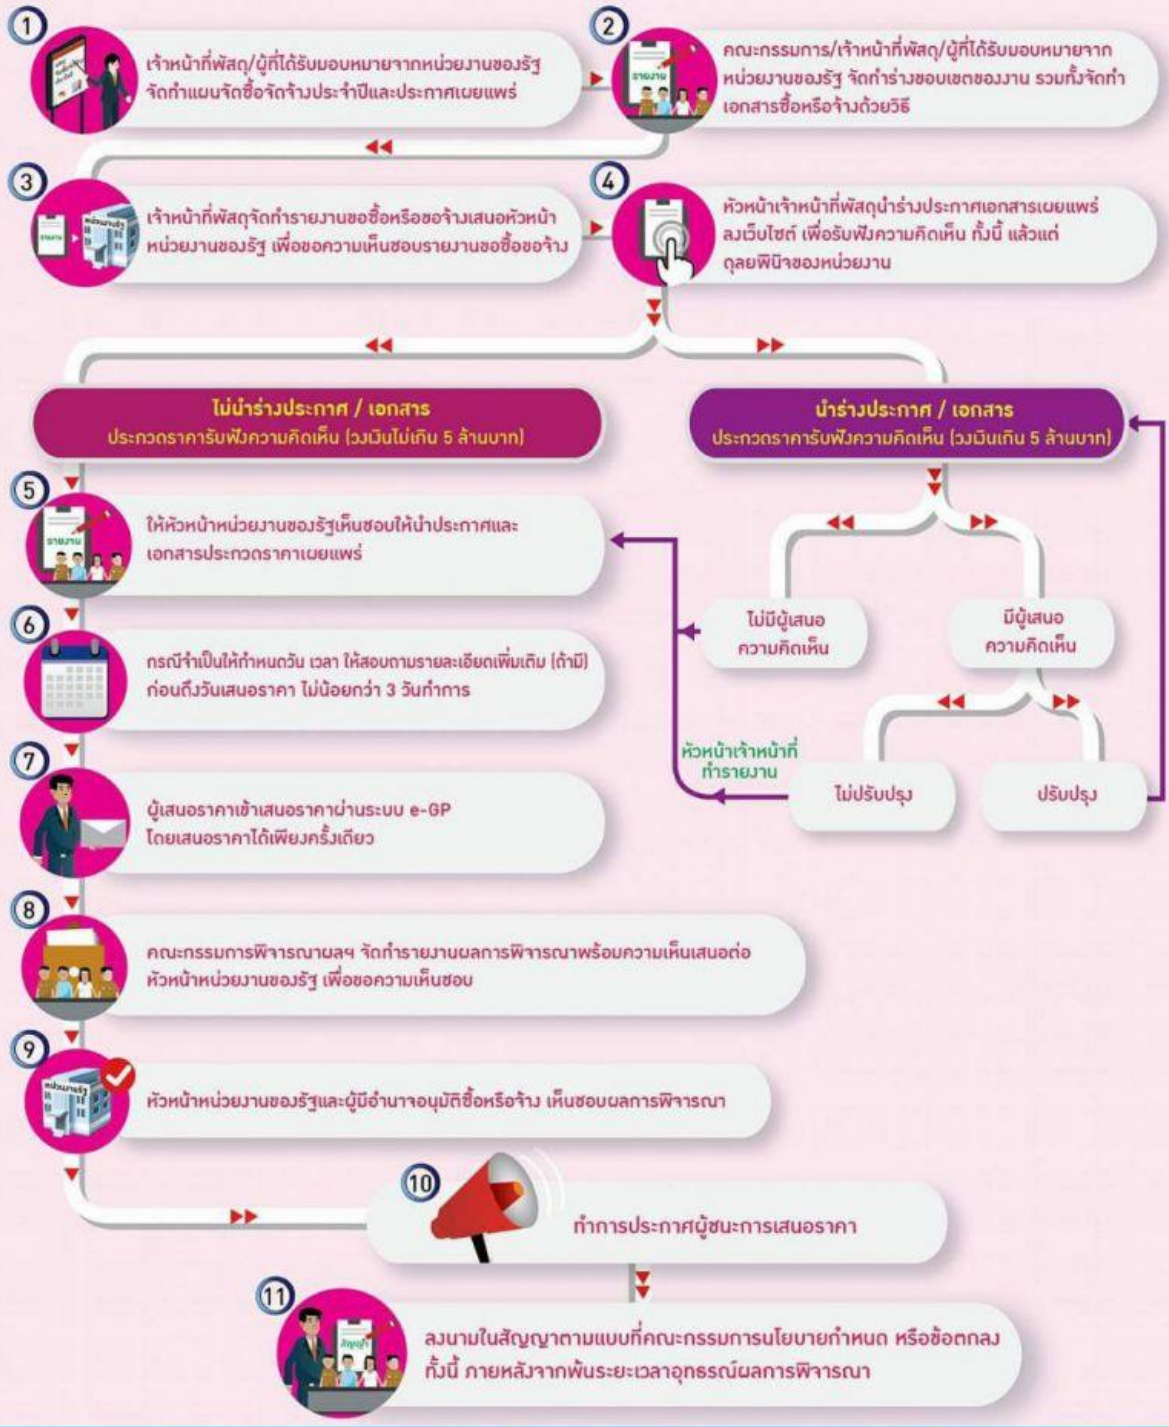 1
เจ้าหน้าที่พัสดุ/ผู้ที่ได้รับมอบหมายจากหน่วยงานของรัฐ
จัดทำแผนจัดซื้อจัดจ้างประจำปีและประกาศเผยแพร่
2
รายงาน
คณะกรรมการ/เจ้าหน้าที่พัสดุ/ผู้ที่ได้รับมอบหมายจาก
หน่วยงานของรัฐ จัดทำร่างขอบเขตของงาน รวมทั้งจัดทำ
เอกสารซื้อหรือจ้างด้วยวิธี
3
รายงาน
หน่วยงานรัฐ
เจ้าหน้าที่พัสดุจัดทำรายงานขอซื้อหรือขอจ้างเสนอหัวหน้า
หน่วยงานของรัฐ เพื่อขอความเห็นชอบรายงานขอซื้อขอจ้าง
4
หัวหน้าเจ้าหน้าที่พัสดุนำร่างประกาศเอกสารเผยแพร่
ลงเว็บไซต์ เพื่อรับฟังความคิดเห็น ทั้งนี้ แล้วแต่
ดุลยพินิจของหน่วยงาน
ไม่นำร่างประกาศ / เอกสาร
ประกวดราคารับฟังความคิดเห็น (วงเงินไม่เกิน 5 ล้านบาท)
นำร่างประกาศ / เอกสาร
ประกวดราคารับฟังความคิดเห็น (วงเงินเกิน 5 ล้านบาท)
5
รายงาน
ให้หัวหน้าหน่วยงานของรัฐเห็นชอบให้นำประกาศและ
เอกสารประกวดราคาเผยแพร่
ไม่มีผู้เสนอ
ความคิดเห็น
มีผู้เสนอ
ความคิดเห็น
6
กรณีจำเป็นให้กำหนดวัน เวลา ให้สอบถามรายละเอียดเพิ่มเติม (ถ้ามี)
ก่อนถึงวันเสนอราคา ไม่น้อยกว่า 3 วันทำการ
หัวหน้าเจ้าหน้าที่
ทำรายงาน
ไม่ปรับปรุง
ปรับปรุง
7
ผู้เสนอราคาเข้าเสนอราคาผ่านระบบ e-GP
โดยเสนอราคาได้เพียงครั้งเดียว
8
คณะกรรมการพิจารณาผลฯ จัดทำรายงานผลการพิจารณาพร้อมความเห็นเสนอต่อ
หัวหน้าหน่วยงานของรัฐ เพื่อขอความเห็นชอบ
9
หน่วยงานรัฐ
หัวหน้าหน่วยงานของรัฐและผู้มีอำนาจอนุมัติซื้อหรือจ้าง เห็นชอบผลการพิจารณา
10
ทำการประกาศผู้ชนะการเสนอราคา
11
สัญญา
ลงนามในสัญญาตามแบบที่คณะกรรมการนโยบายกำหนด หรือข้อตกลง
ทั้งนี้ ภายหลังจากพ้นระยะเวลาอุทธรณ์ผลการพิจารณา